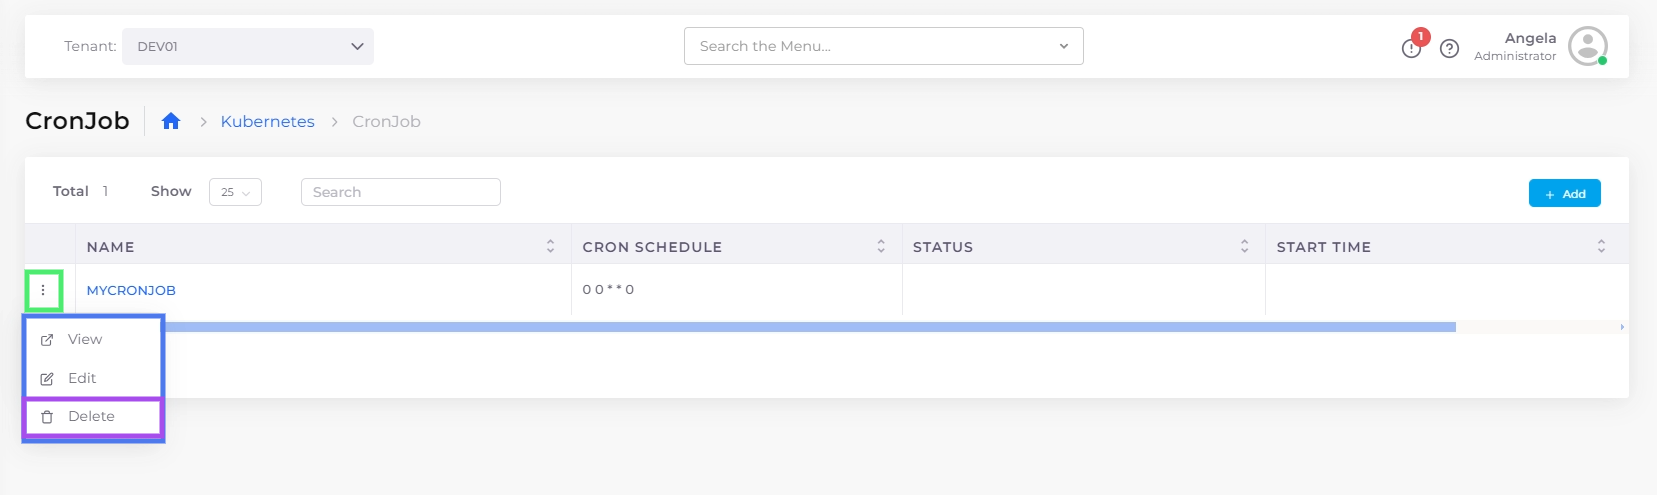 Tenant: DEV01 Search the Menu... 1 Angela
Administrator
CronJob Kubernetes CronJob
Total 1 Show 25 Search + Add
NAME CRON SCHEDULE STATUS START TIME
MYCRONJOB 0 0 * * 0
View
Edit
Delete